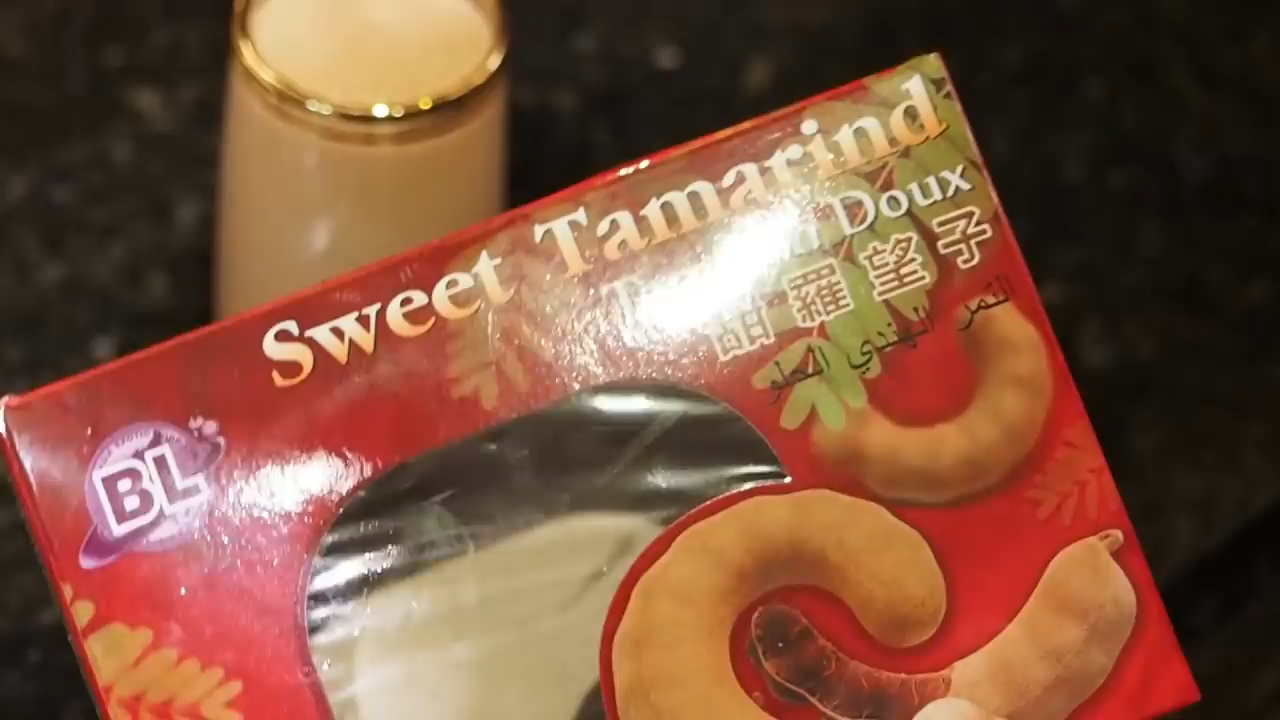 Sweet Tamarind
Doux
甜羅望子
التمر الهندي الحلو
BL